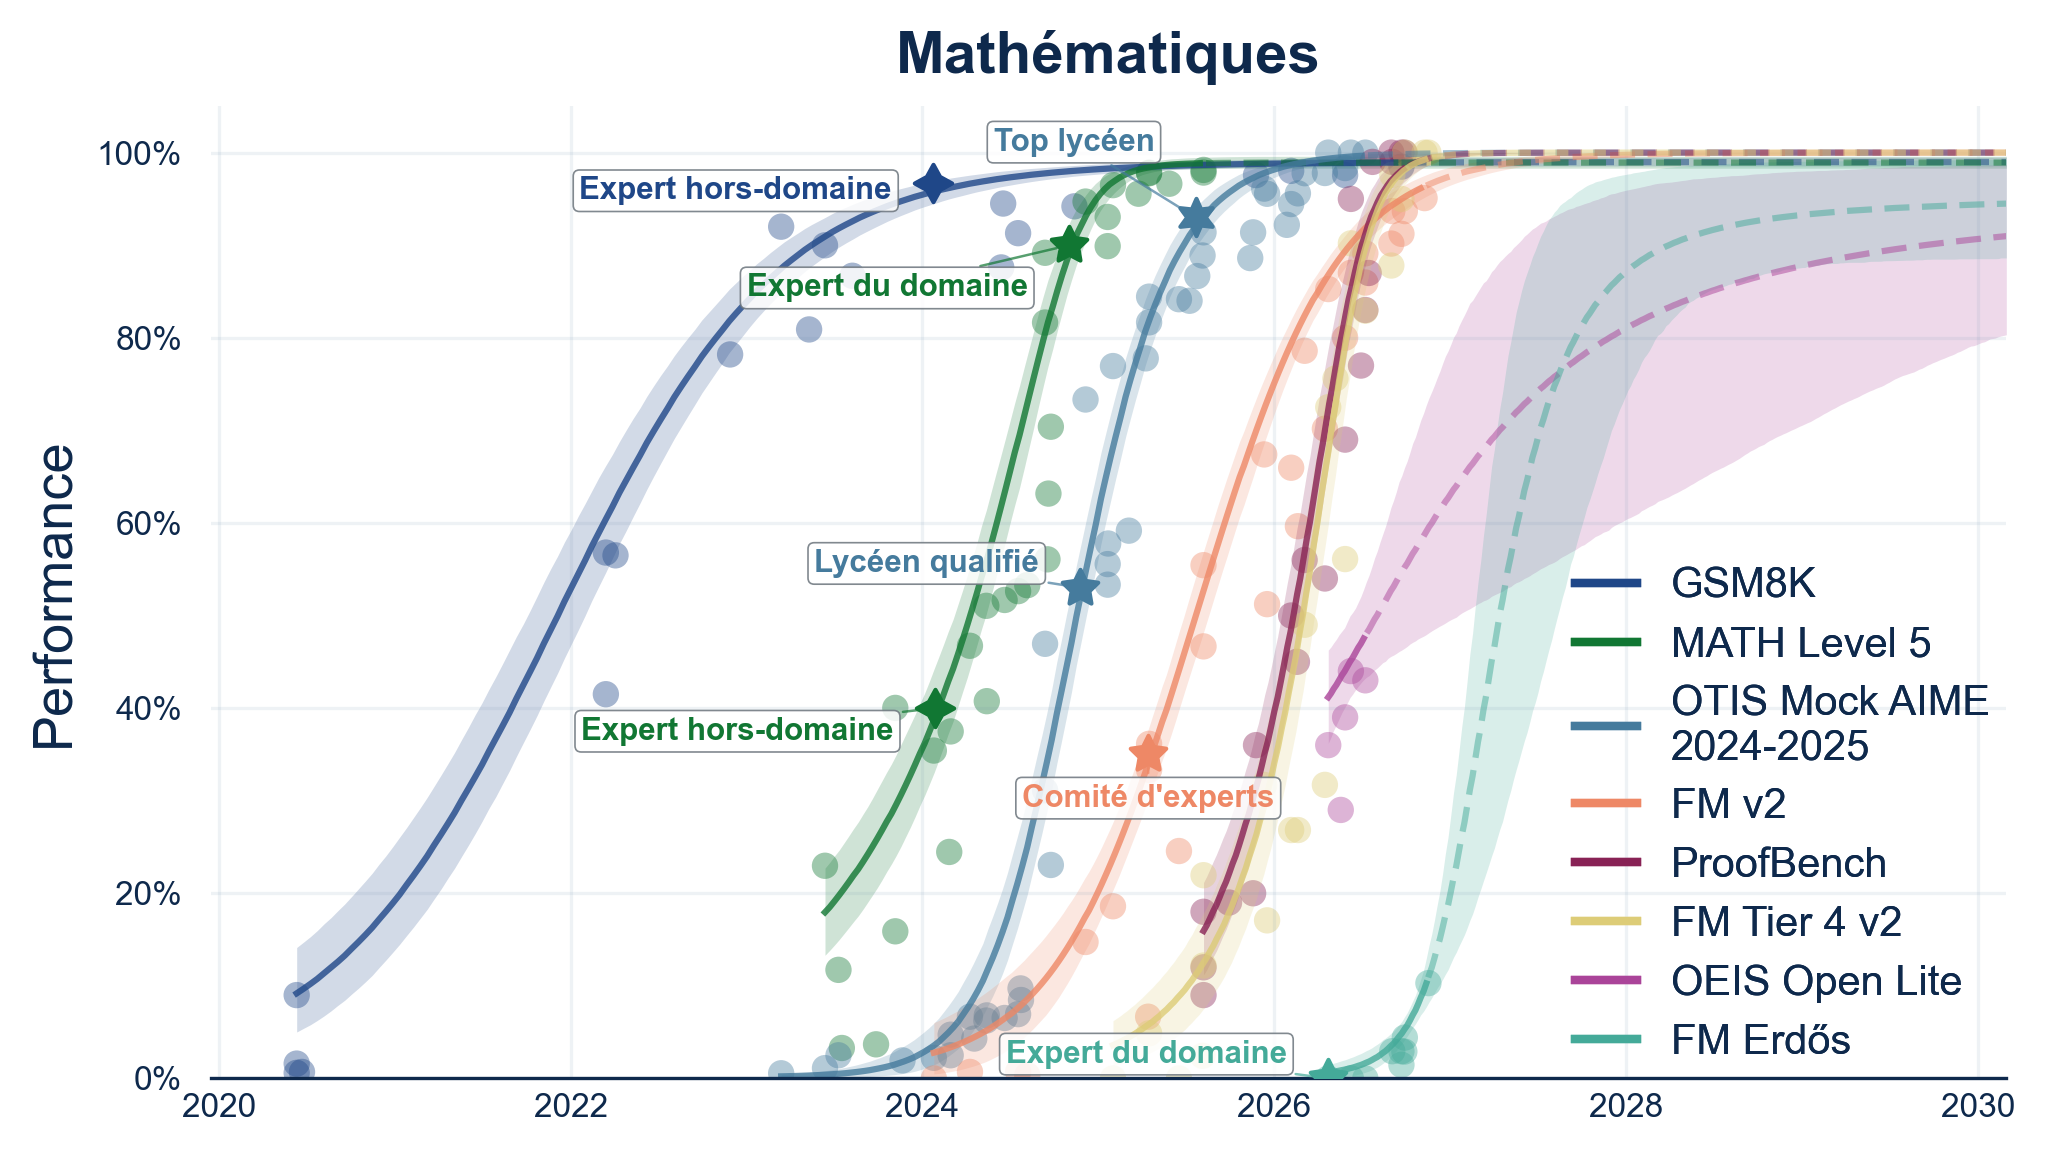 Mathématiques
Performance
100%
80%
60%
40%
20%
0%
2020
2022
2024
2026
2028
2030
Top lycéen
Expert hors-domaine
Expert du domaine
Lycéen qualifié
Expert hors-domaine
Comité d'experts
Expert du domaine
GSM8K
MATH Level 5
OTIS Mock AIME
2024-2025
FM v2
ProofBench
FM Tier 4 v2
OEIS Open Lite
FM Erdős